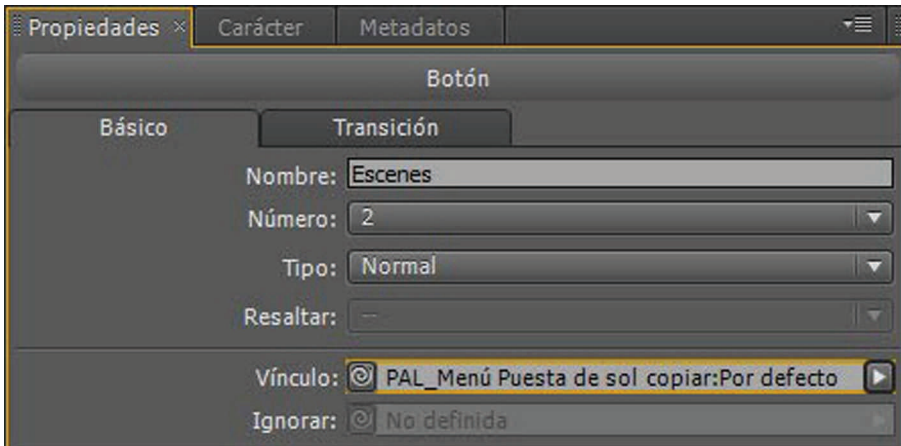 Propiedades × Carácter Metadatos
Botón
Básico Transición
Nombre: Escenes
Número: 2
Tipo: Normal
Resaltar: --
Vínculo: PAL_Menú Puesta de sol copiar:Por defecto
Ignorar: No definida